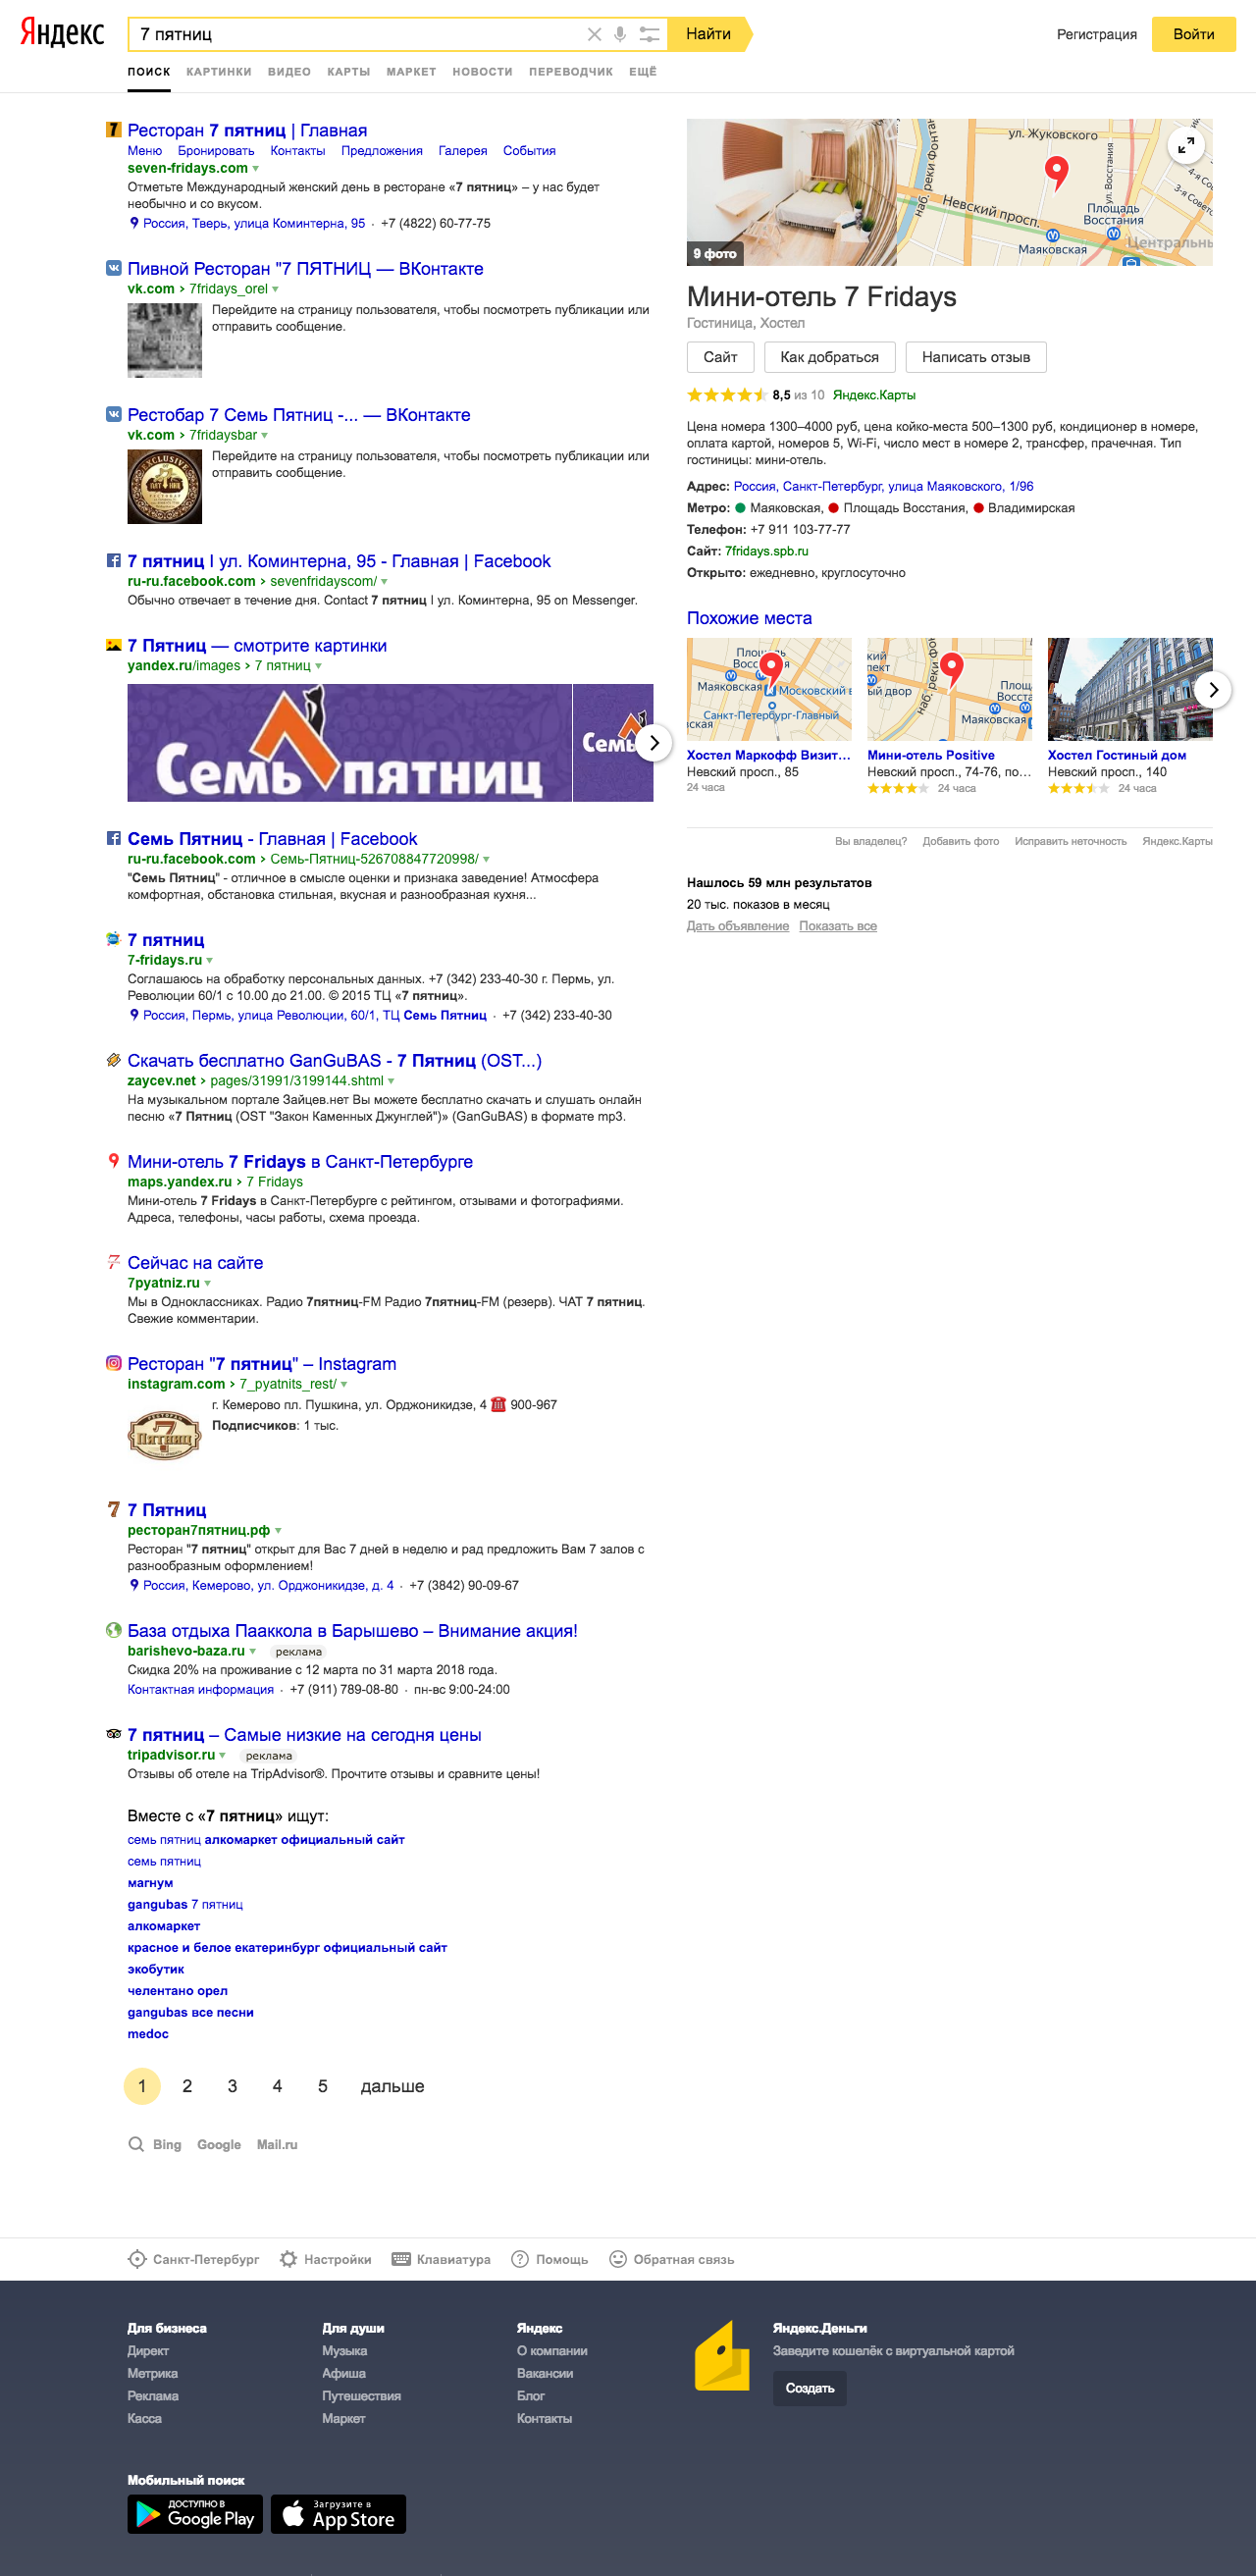 Яндекс
7 пятниц
Найти
Регистрация
Войти
ПОИСК КАРТИНКИ ВИДЕО КАРТЫ МАРКЕТ НОВОСТИ ПЕРЕВОДЧИК ЕЩЁ
Ресторан 7 пятниц | Главная
Меню Бронировать Контакты Предложения Галерея События
seven-fridays.com
Отметьте Международный женский день в ресторане «7 пятниц» – у нас будет
необычно и со вкусом.
Россия, Тверь, улица Коминтерна, 95 · +7 (4822) 60-77-75
Пивной Ресторан "7 ПЯТНИЦ — ВКонтакте
vk.com › 7fridays_orel
Перейдите на страницу пользователя, чтобы посмотреть публикации или
отправить сообщение.
Рестобар 7 Семь Пятниц -... — ВКонтакте
vk.com › 7fridaysbar
Перейдите на страницу пользователя, чтобы посмотреть публикации или
отправить сообщение.
EXCLUSIVE
7 пятниц I ул. Коминтерна, 95 - Главная | Facebook
ru-ru.facebook.com › sevenfridayscom/
Обычно отвечает в течение дня. Contact 7 пятниц I ул. Коминтерна, 95 on Messenger.
7 Пятниц — смотрите картинки
yandex.ru/images › 7 пятниц
Семь пятниц
Семь
Семь Пятниц - Главная | Facebook
ru-ru.facebook.com › Семь-Пятниц-526708847720998/
"Семь Пятниц" - отличное в смысле оценки и признака заведение! Атмосфера
комфортная, обстановка стильная, вкусная и разнообразная кухня...
7 пятниц
7-fridays.ru
Соглашаюсь на обработку персональных данных. +7 (342) 233-40-30 г. Пермь, ул.
Революции 60/1 с 10.00 до 21.00. © 2015 ТЦ «7 пятниц».
Россия, Пермь, улица Революции, 60/1, ТЦ Семь Пятниц · +7 (342) 233-40-30
Скачать бесплатно GanGuBAS - 7 Пятниц (OST...)
zaycev.net › pages/31991/3199144.shtml
На музыкальном портале Зайцев.нет Вы можете бесплатно скачать и слушать онлайн
песню «7 Пятниц (OST "Закон Каменных Джунглей")» (GanGuBAS) в формате mp3.
Мини-отель 7 Fridays в Санкт-Петербурге
maps.yandex.ru › 7 Fridays
Мини-отель 7 Fridays в Санкт-Петербурге с рейтингом, отзывами и фотографиями.
Адреса, телефоны, часы работы, схема проезда.
Сейчас на сайте
7pyatniz.ru
Мы в Одноклассниках. Радио 7пятниц-FM Радио 7пятниц-FM (резерв). ЧАТ 7 пятниц.
Свежие комментарии.
Ресторан "7 пятниц" – Instagram
instagram.com › 7_pyatnits_rest/
г. Кемерово пл. Пушкина, ул. Орджоникидзе, 4 ☎ 900-967
Подписчиков: 1 тыс.
РЕСТОРАН
7
Пятниц
7 Пятниц
ресторан7пятниц.рф
Ресторан "7 пятниц" открыт для Вас 7 дней в неделю и рад предложить Вам 7 залов с
разнообразным оформлением!
Россия, Кемерово, ул. Орджоникидзе, д. 4 · +7 (3842) 90-09-67
База отдыха Пааккола в Барышево – Внимание акция!
barishevo-baza.ru реклама
Скидка 20% на проживание с 12 марта по 31 марта 2018 года.
Контактная информация · +7 (911) 789-08-80 · пн-вс 9:00-24:00
7 пятниц – Самые низкие на сегодня цены
tripadvisor.ru реклама
Отзывы об отеле на TripAdvisor®. Прочтите отзывы и сравните цены!
Вместе с «7 пятниц» ищут:
семь пятниц алкомаркет официальный сайт
семь пятниц
магнум
gangubas 7 пятниц
алкомаркет
красное и белое екатеринбург официальный сайт
экобутик
челентано орел
gangubas все песни
medoc
1 2 3 4 5 дальше
Bing Google Mail.ru
9 фото
ул. Жуковского
наб. реки Фонтан
ул. Восстания
4-я Сов
3-я Советс
Невский просп.
Площадь
Восстания
Маяковская
Центральны
Мини-отель 7 Fridays
Гостиница, Хостел
Сайт
Как добраться
Написать отзыв
8,5 из 10 Яндекс.Карты
Цена номера 1300–4000 руб, цена койко-места 500–1300 руб, кондиционер в номере,
оплата картой, номеров 5, Wi-Fi, число мест в номере 2, трансфер, прачечная. Тип
гостиницы: мини-отель.
Адрес: Россия, Санкт-Петербург, улица Маяковского, 1/96
Метро: Маяковская, Площадь Восстания, Владимирская
Телефон: +7 911 103-77-77
Сайт: 7fridays.spb.ru
Открыто: ежедневно, круглосуточно
Похожие места
Площадь
Восс
Маяковская
Московский в
Санкт-Петербург-Главный
вская
ский
пект
ый двор
наб. реки фо
Площ
Восста
Маяковская
Хостел Маркофф Визит...
Невский просп., 85
24 часа
Мини-отель Positive
Невский просп., 74-76, по...
24 часа
Хостел Гостиный дом
Невский просп., 140
24 часа
Вы владелец? Добавить фото Исправить неточность Яндекс.Карты
Нашлось 59 млн результатов
20 тыс. показов в месяц
Дать объявление Показать все
Санкт-Петербург Настройки Клавиатура Помощь Обратная связь
Для бизнеса
Директ
Метрика
Реклама
Касса
Для души
Музыка
Афиша
Путешествия
Маркет
Яндекс
О компании
Вакансии
Блог
Контакты
Яндекс.Деньги
Заведите кошелёк с виртуальной картой
Создать
Мобильный поиск
ДОСТУПНО В
Google Play
Загрузите в
App Store